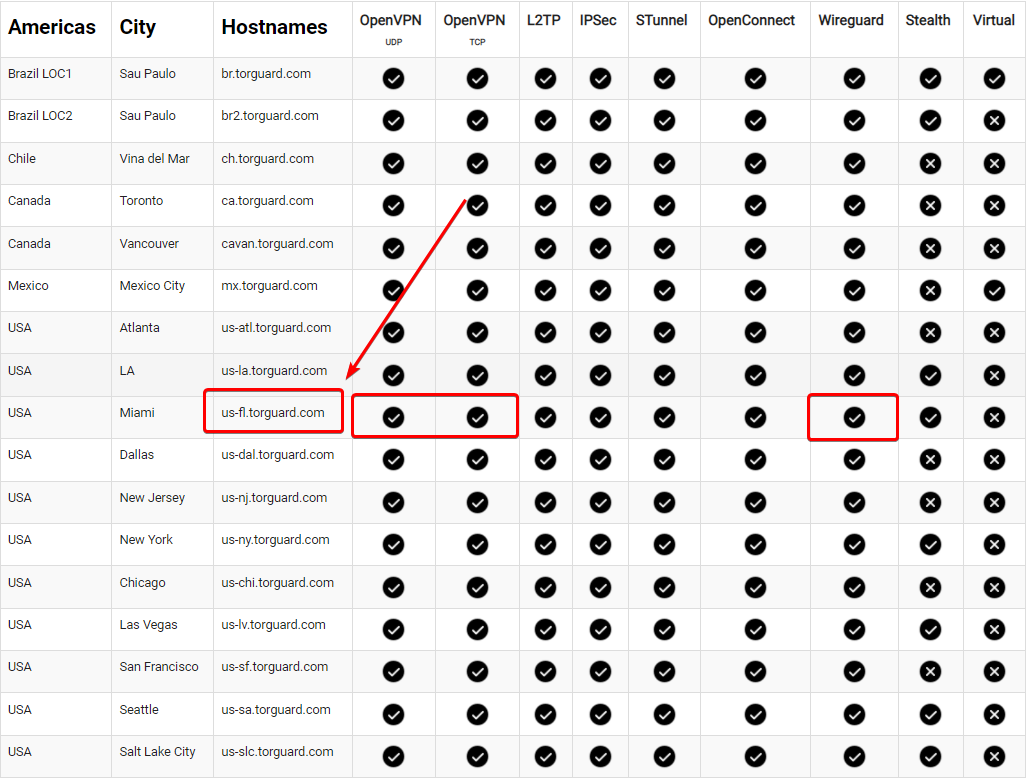 Americas City Hostnames OpenVPN UDP OpenVPN TCP L2TP IPSec STunnel OpenConnect Wireguard Stealth Virtual
Brazil LOC1 Sau Paulo br.torguard.com
Brazil LOC2 Sau Paulo br2.torguard.com
Chile Vina del Mar ch.torguard.com
Canada Toronto ca.torguard.com
Canada Vancouver cavan.torguard.com
Mexico Mexico City mx.torguard.com
USA Atlanta us-atl.torguard.com
USA LA us-la.torguard.com
USA Miami us-fl.torguard.com
USA Dallas us-dal.torguard.com
USA New Jersey us-nj.torguard.com
USA New York us-ny.torguard.com
USA Chicago us-chi.torguard.com
USA Las Vegas us-lv.torguard.com
USA San Francisco us-sf.torguard.com
USA Seattle us-sa.torguard.com
USA Salt Lake City us-slc.torguard.com